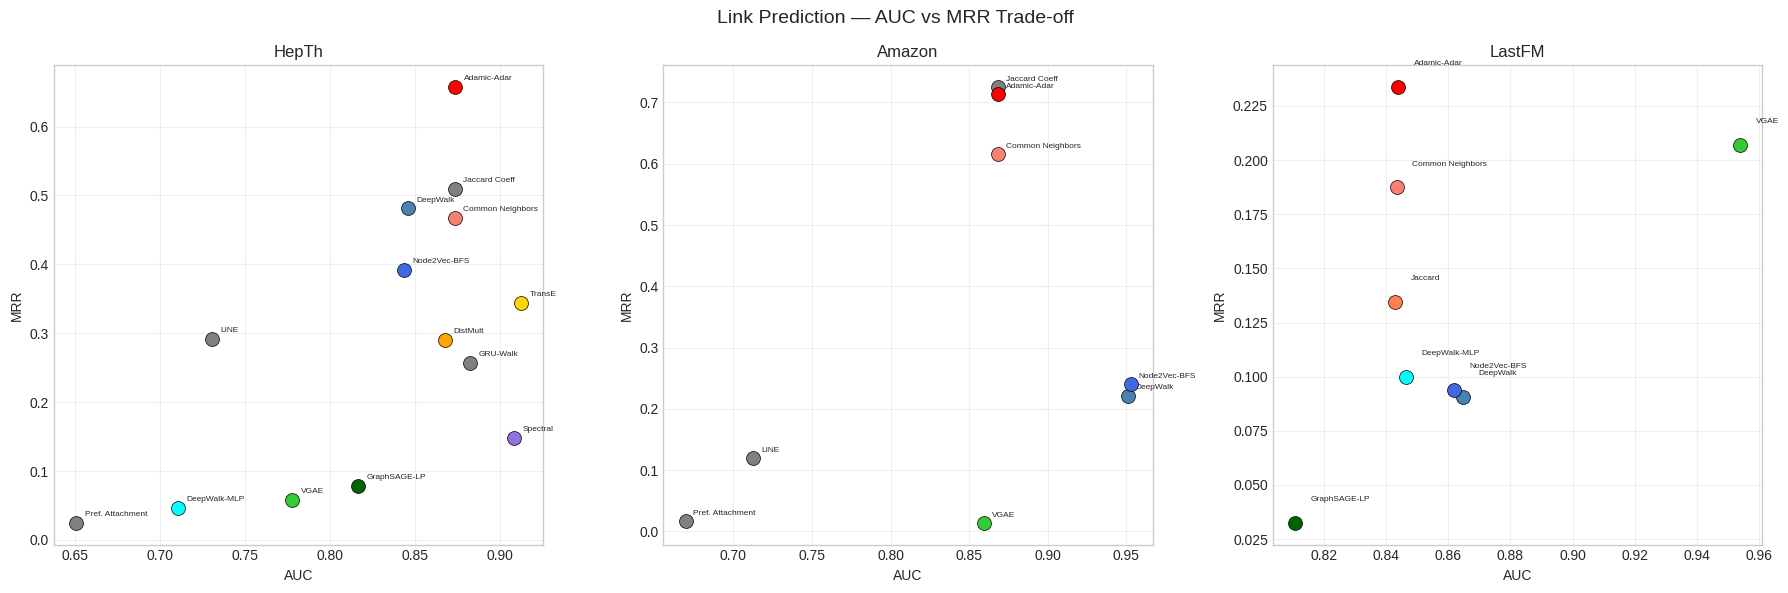 Link Prediction — AUC vs MRR Trade-off
HepTh
Adamic-Adar
Jaccard Coeff
DeepWalk
Common Neighbors
Node2Vec-BFS
TransE
LINE
DistMult
GRU-Walk
Spectral
GraphSAGE-LP
VGAE
DeepWalk-MLP
Pref. Attachment
MRR
0.6
0.5
0.4
0.3
0.2
0.1
0.0
0.65 0.70 0.75 0.80 0.85 0.90
AUC
Amazon
Jaccard Coeff
Adamic-Adar
Common Neighbors
Node2Vec-BFS
DeepWalk
LINE
Pref. Attachment
VGAE
MRR
0.7
0.6
0.5
0.4
0.3
0.2
0.1
0.0
0.70 0.75 0.80 0.85 0.90 0.95
AUC
LastFM
Adamic-Adar
VGAE
Common Neighbors
Jaccard
DeepWalk-MLP
Node2Vec-BFS
DeepWalk
GraphSAGE-LP
MRR
0.225
0.200
0.175
0.150
0.125
0.100
0.075
0.050
0.025
0.82 0.84 0.86 0.88 0.90 0.92 0.94 0.96
AUC